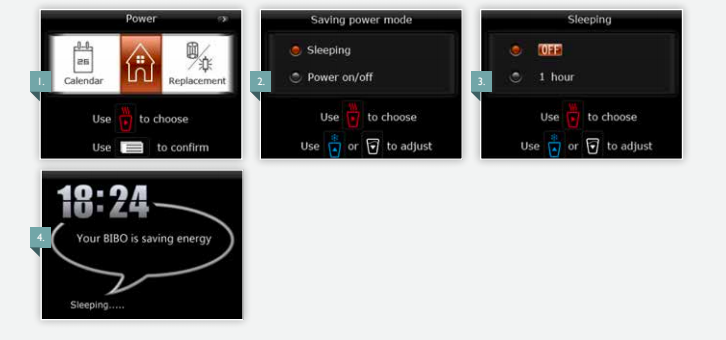 Power
1.
26
Calendar
Replacement
Use to choose
Use to confirm
Saving power mode
2.
Sleeping
Power on/off
Use to choose
Use or to adjust
Sleeping
3.
OFF
1 hour
Use to choose
Use or to adjust
4.
18:24
Your BIBO is saving energy
Sleeping.....